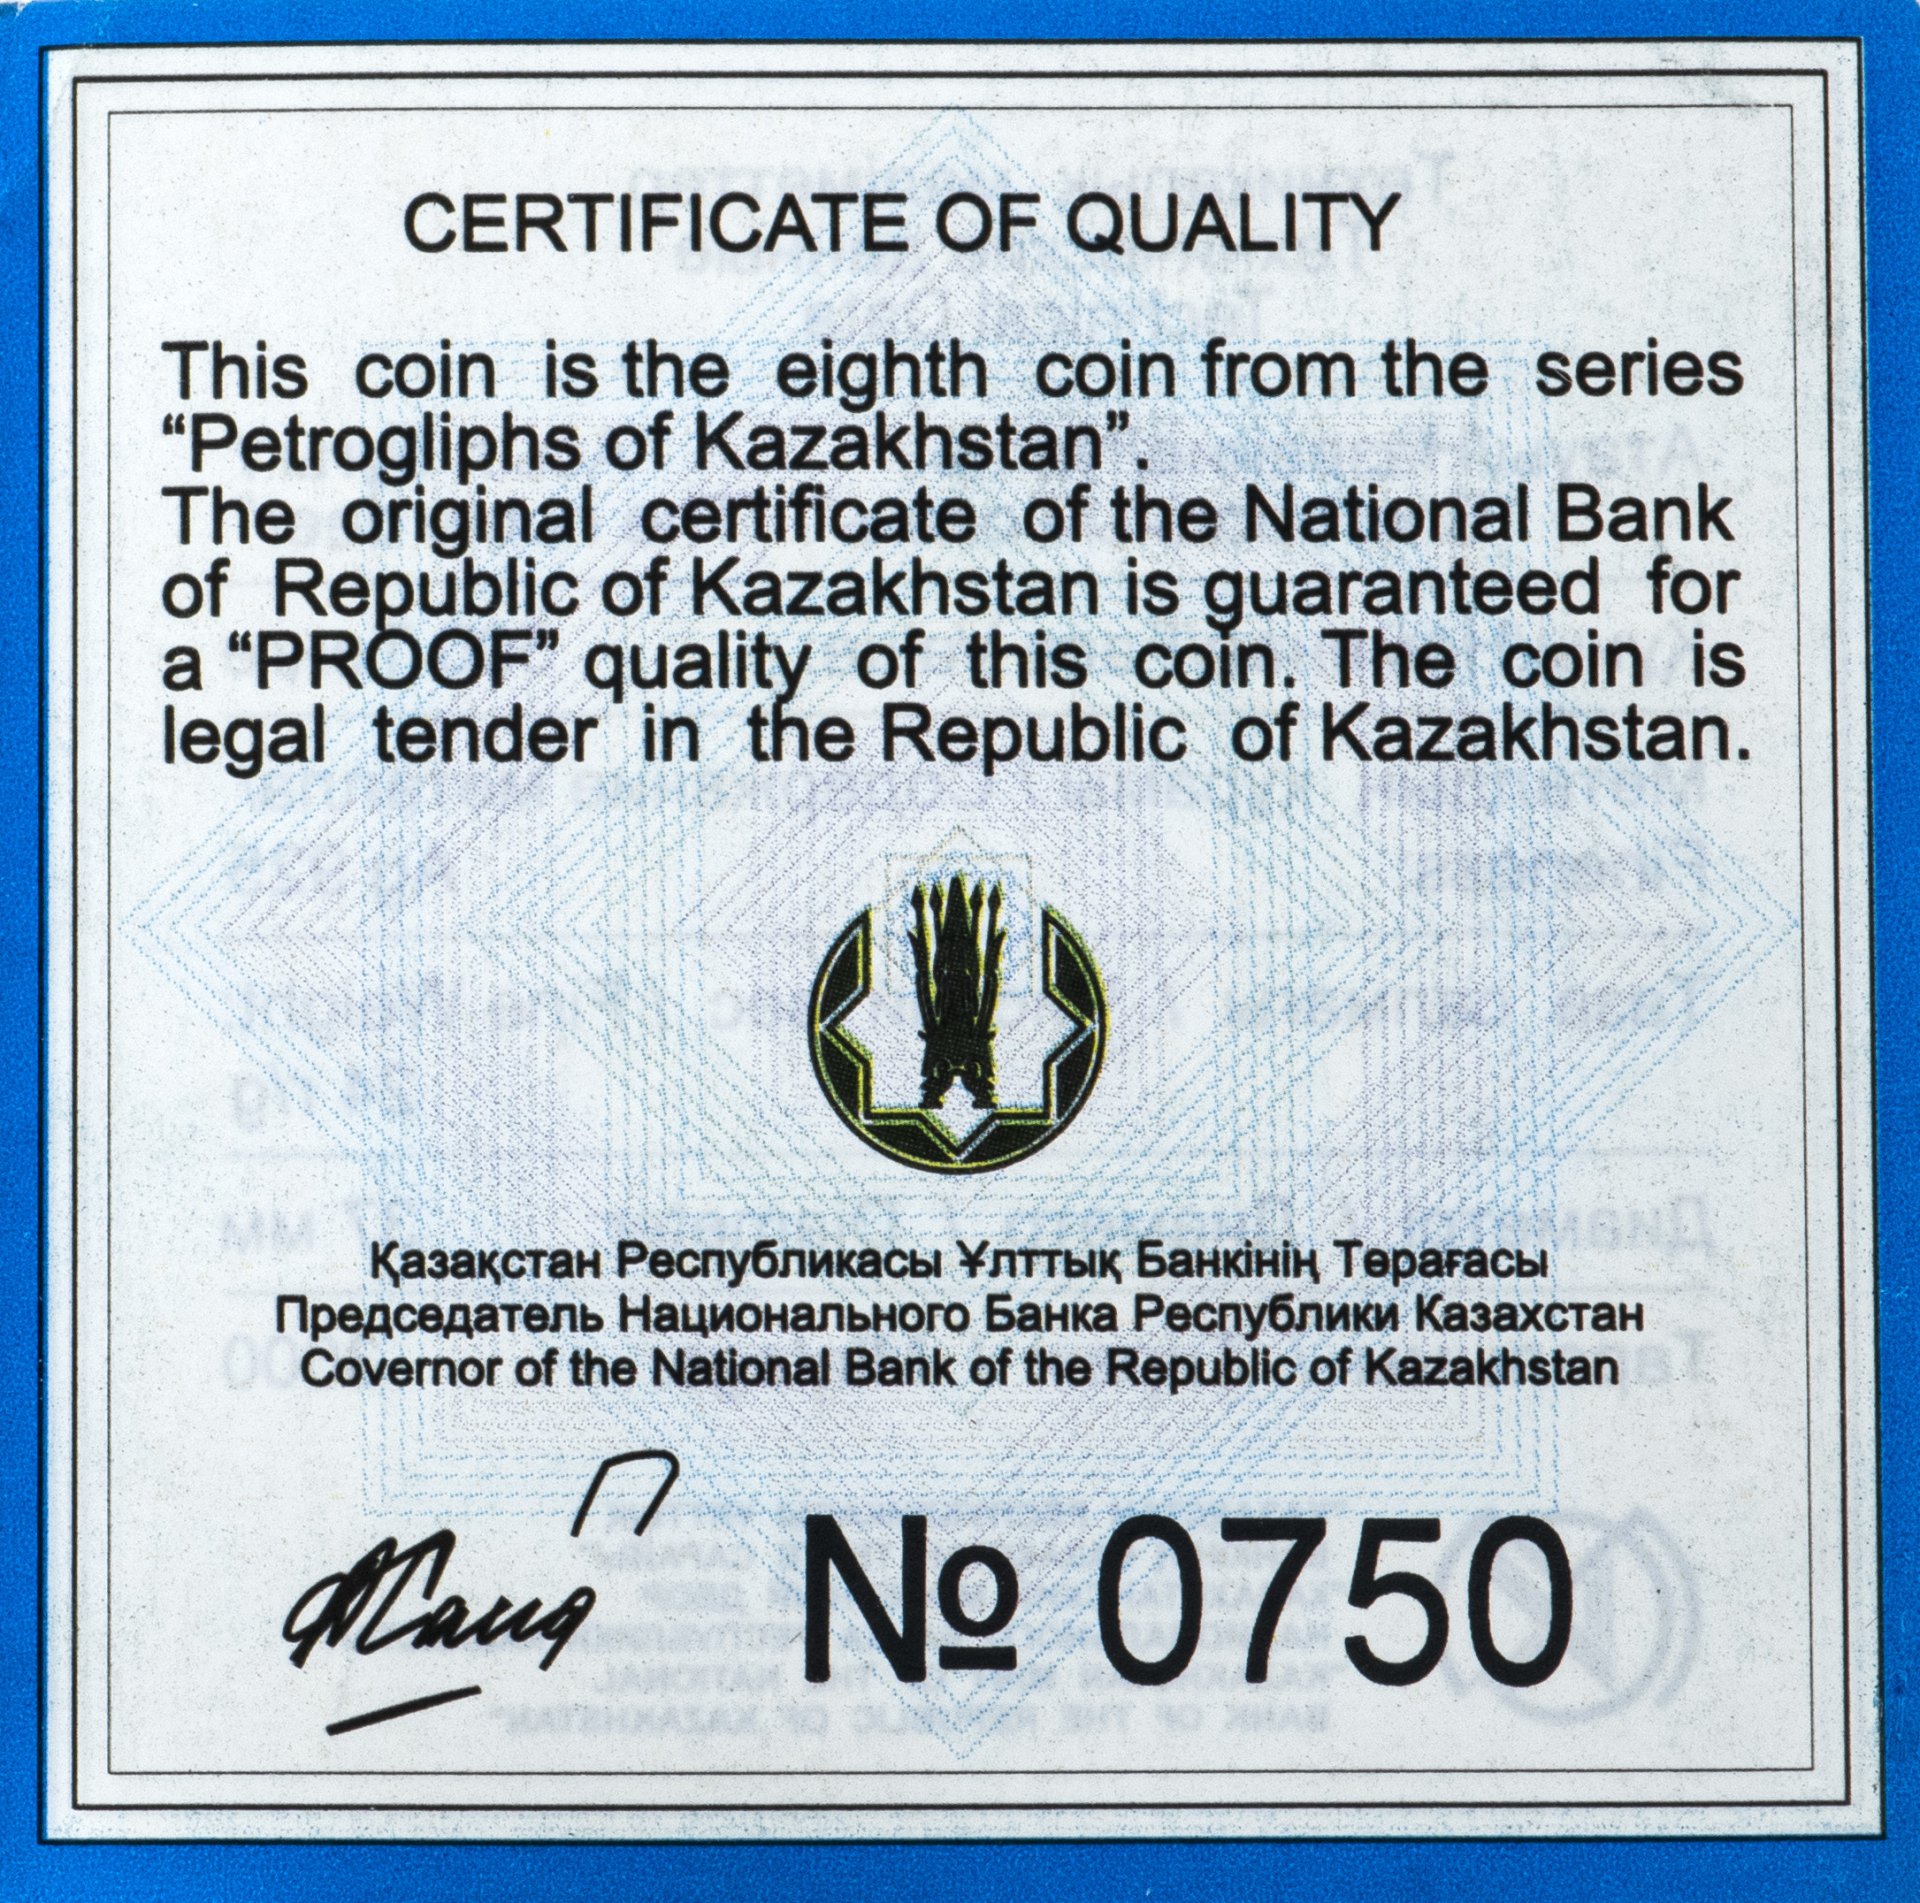 CERTIFICATE OF QUALITY
This coin is the eighth coin from the series
“Petrogliphs of Kazakhstan”.
The original certificate of the National Bank
of Republic of Kazakhstan is guaranteed for
a “PROOF” quality of this coin. The coin is
legal tender in the Republic of Kazakhstan.
Қазақстан Республикасы Ұлттық Банкінің Төрағасы
Председатель Национального Банка Республики Казахстан
Covernor of the National Bank of the Republic of Kazakhstan
№ 0750